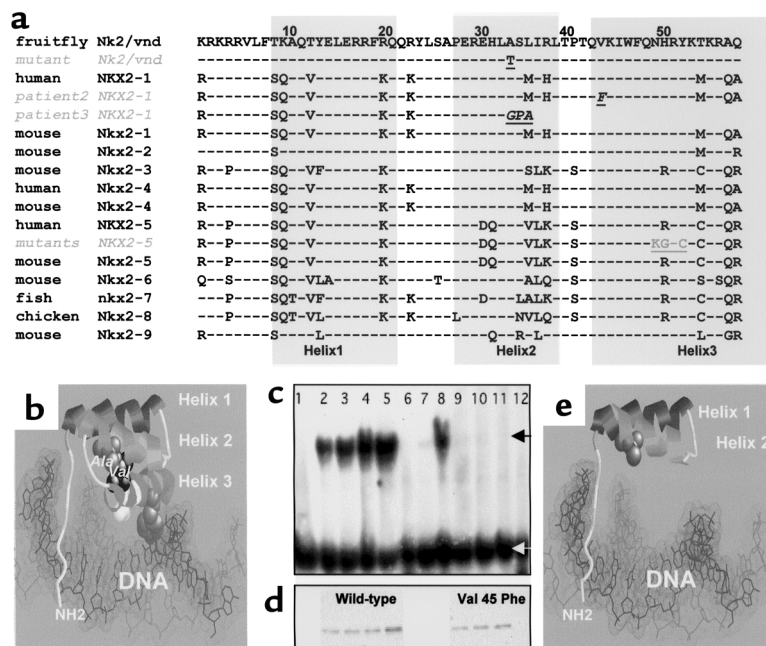 a
10 20 30 40 50
fruitfly Nk2/vnd KRKRRVLFTKAQTYELERRFRQQRYLSAPEREHLASLIRLTPTQVKIWFQNHRYKTKRAQ
mutant Nk2/vnd ----------------------------------T-------------------------
human NKX2-1 R-------SQ--V-------K--K------------M-H----------------M--QA
patient2 NKX2-1 R-------SQ--V-------K--K------------M-H-----F----------M--QA
patient3 NKX2-1 ----------------------------------GPA-----------------------
mouse Nkx2-1 R-------SQ--V-------K--K------------M-H----------------M--QA
mouse Nkx2-2 --------S----------------------------------------------M---R
mouse Nkx2-3 R--P----SQ--VF------K---------------SLK--S---------R---C--QR
human Nkx2-4 R-------SQ--V-------K--K------------M-H----------------M--QA
mouse Nkx2-4 R-------SQ--V-------K--K------------M-H----------------M--QA
human NKX2-5 R--P----SQ--V-------K----------DQ---VLK--S---------R---C--QR
mutants NKX2-5 R--P----SQ--V-------K----------DQ---VLK--S--------KG-C-C--QR
mouse Nkx2-5 R--P----SQ--V-------K----------DQ---VLK--S---------R---C--QR
mouse Nkx2-6 Q--S----SQ--VLA-----K-----T---------ALQ--S---------R---S-SQR
fish nkx2-7 ---P----SQT-VF------K--K-------D---LALK--S---------R---C--QR
chicken Nkx2-8 ---P----SQT-VL------K--K----L------NVLQ--S---------R---C--QR
mouse Nkx2-9 R-------S----L------------------Q--R-L-----------------L--GR
Helix1 Helix2 Helix3
b
Helix 1
Helix 2
Helix 3
Ala
Val
DNA
NH2
c
1 2 3 4 5 6 7 8 9 10 11 12
d
Wild-type Val 45 Phe
e
Helix 1
Helix 2
DNA
NH2